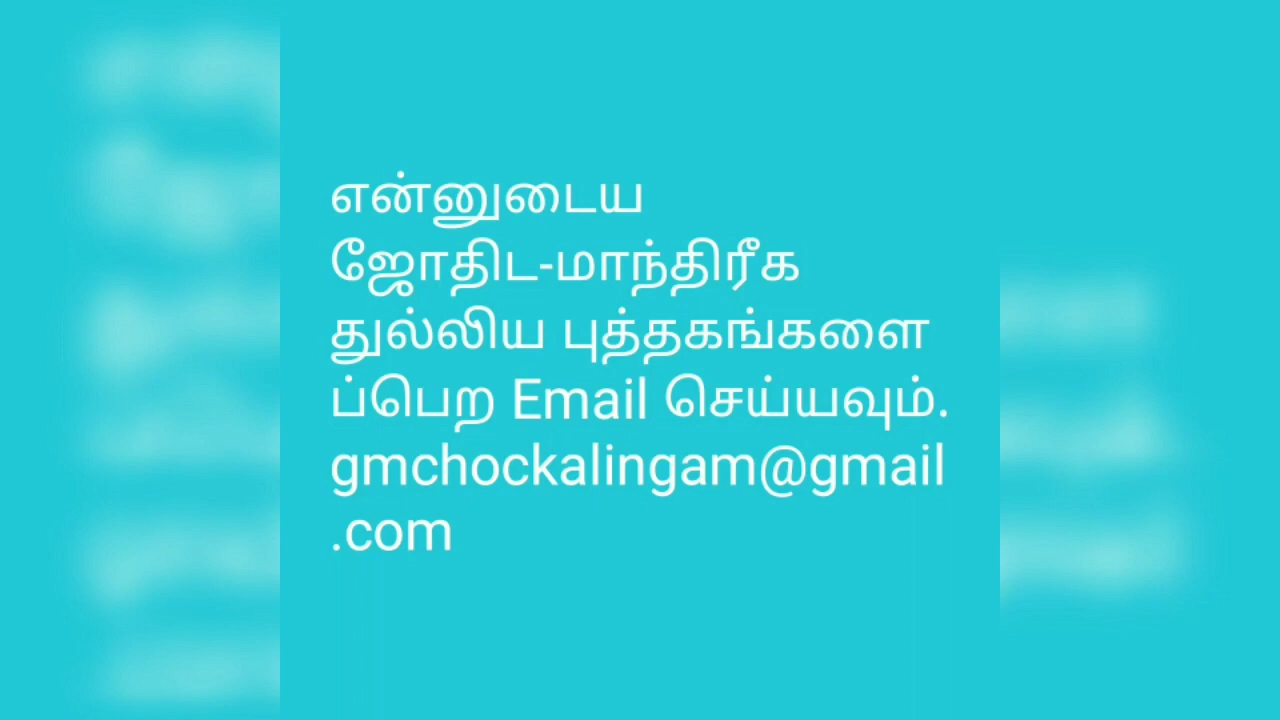 என்னுடைய
ஜோதிட-மாந்திரீக
துல்லிய புத்தகங்களை
ப்பெற Email செய்யவும்.
gmchockalingam@gmail
.com